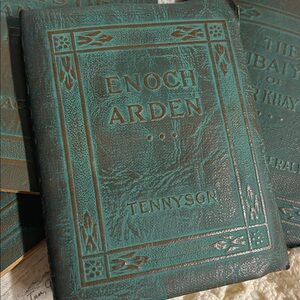 ENOCH
ARDEN
TENNYSON
THE
OF